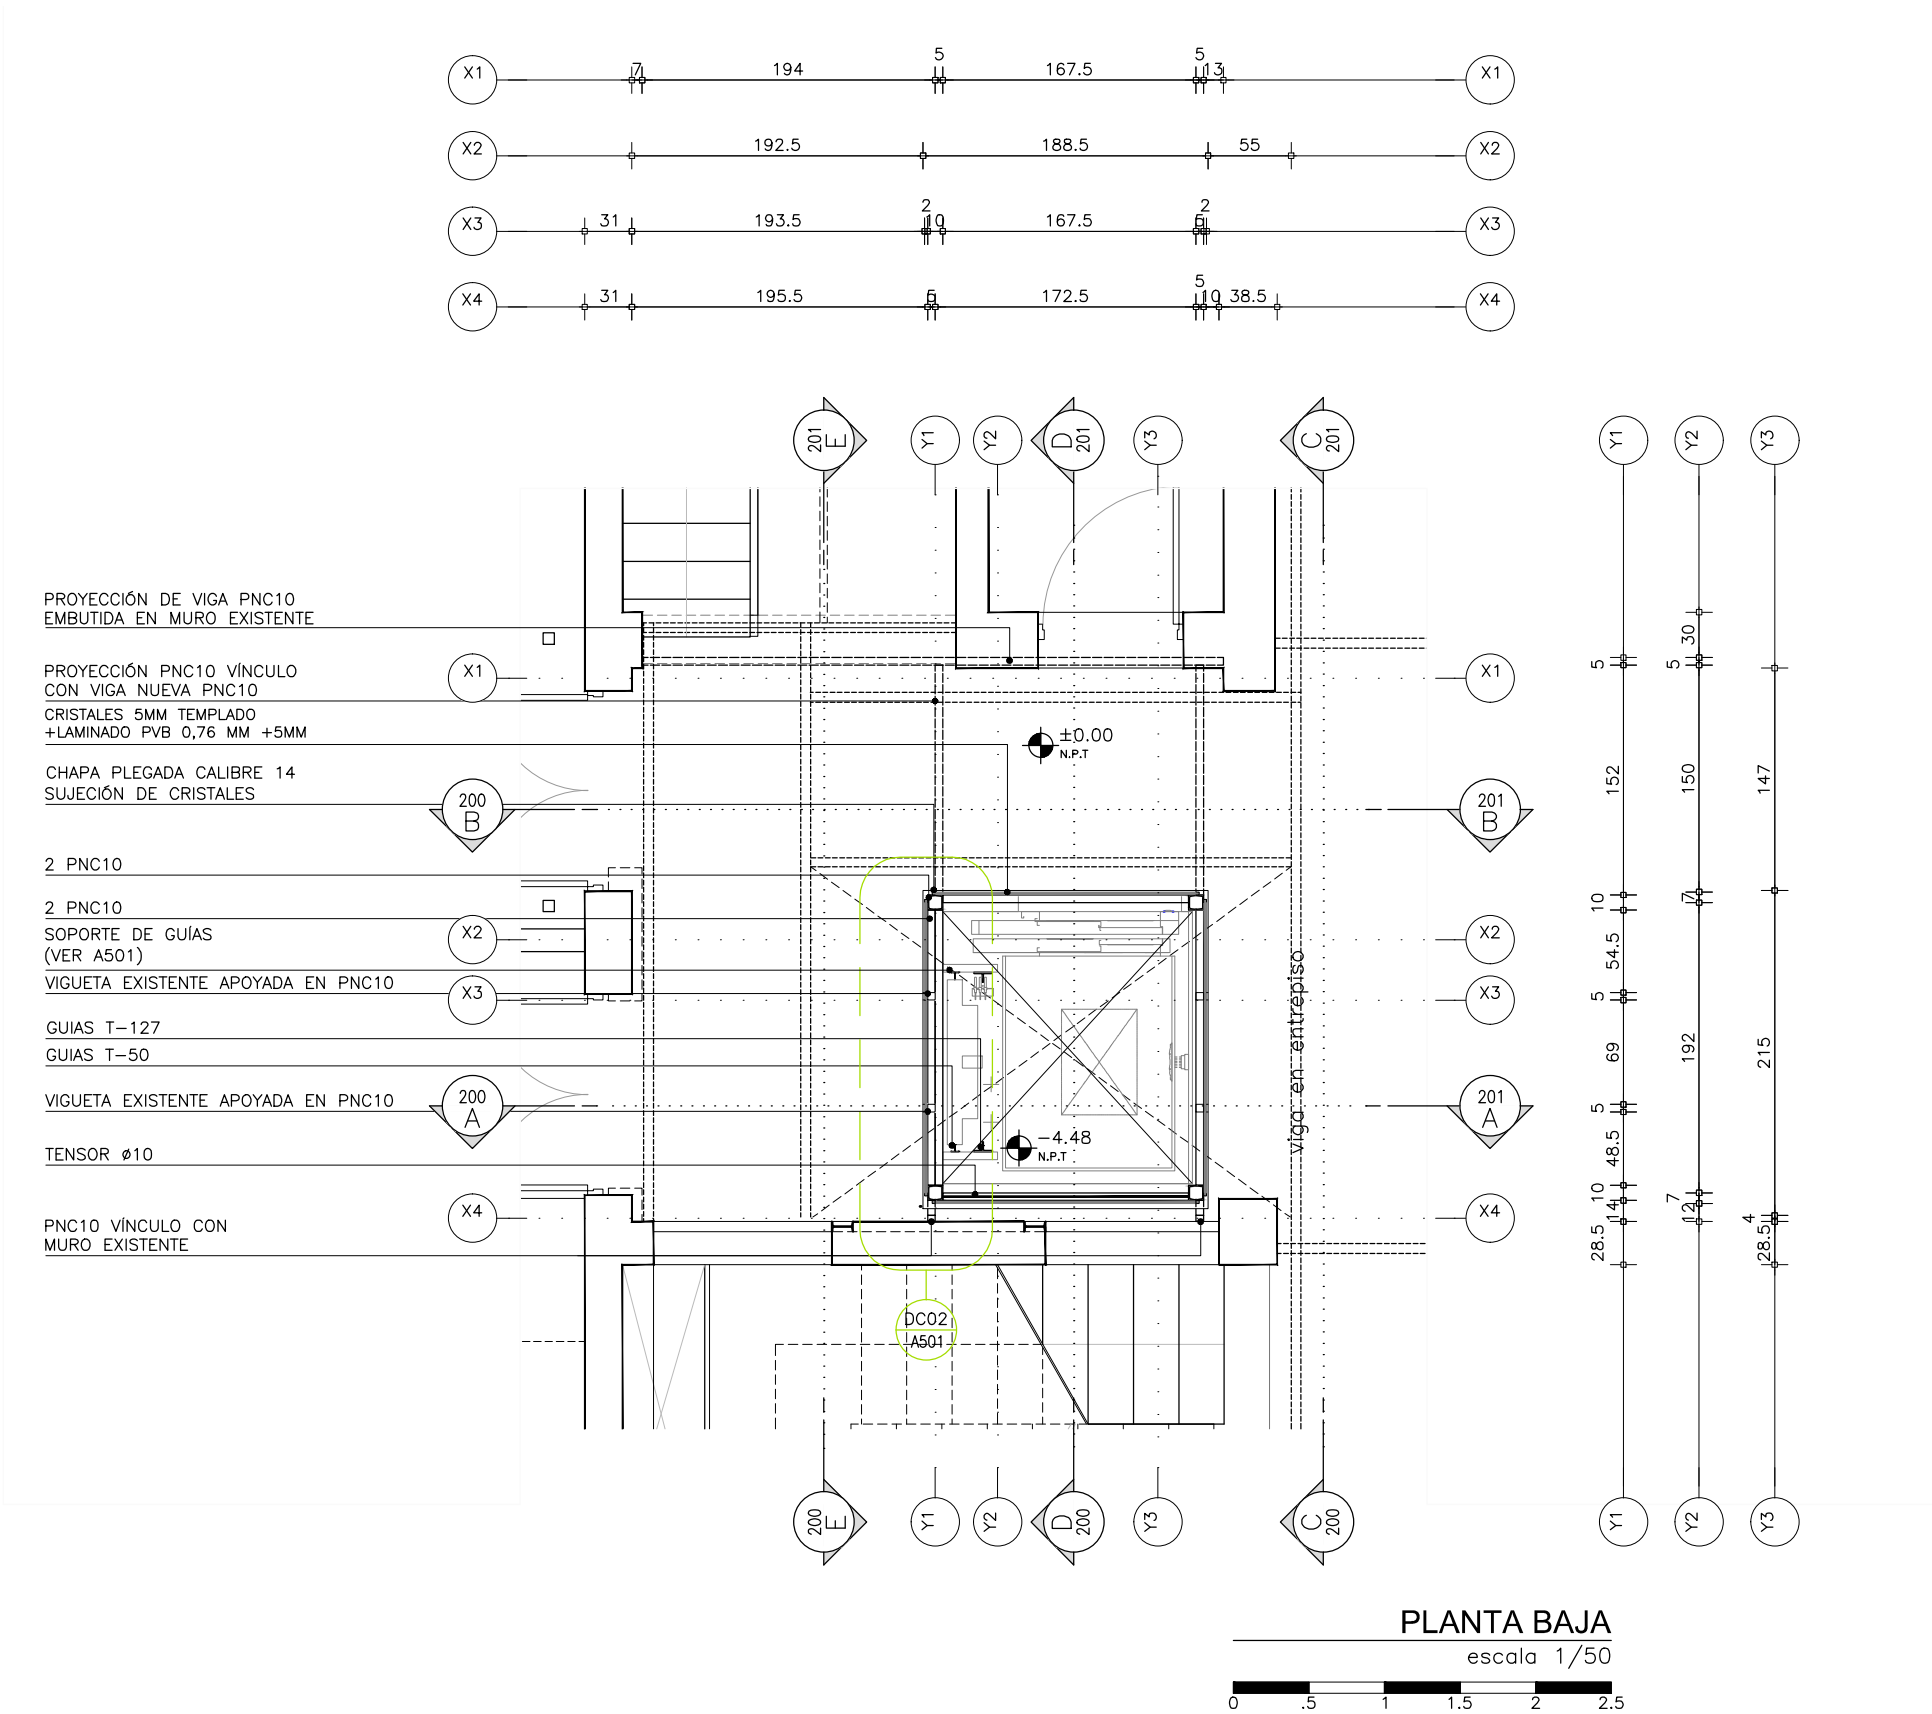 5 5
X1 7 194 167.5 13 X1
X2 192.5 188.5 55 X2
2 2
X3 31 193.5 10 167.5 5 X3
5
X4 31 195.5 5 172.5 10 38.5 X4
201 E Y1 Y2 D 201 Y3 C 201 Y1 Y2 Y3
PROYECCIÓN DE VIGA PNC10
EMBUTIDA EN MURO EXISTENTE
PROYECCIÓN PNC10 VÍNCULO
CON VIGA NUEVA PNC10
CRISTALES 5MM TEMPLADO
+LAMINADO PVB 0,76 MM +5MM
CHAPA PLEGADA CALIBRE 14
SUJECIÓN DE CRISTALES
2 PNC10
2 PNC10
SOPORTE DE GUÍAS
(VER A501)
VIGUETA EXISTENTE APOYADA EN PNC10
GUIAS T-127
GUIAS T-50
VIGUETA EXISTENTE APOYADA EN PNC10
TENSOR ø10
PNC10 VÍNCULO CON
MURO EXISTENTE
X1
200
B
X2
X3
200
A
X4
±0.00
N.P.T
-4.48
N.P.T
viga en entrepiso
DC02
A501
X1
201
B
X2
X3
201
A
X4
5 152 10 54.5 5 69 5 48.5 10 14 28.5
30 5 150 7 192 7 12
147 215 4 28.5
200 E Y1 Y2 D 200 Y3 C 200 Y1 Y2 Y3
PLANTA BAJA
escala 1/50
0 .5 1 1.5 2 2.5